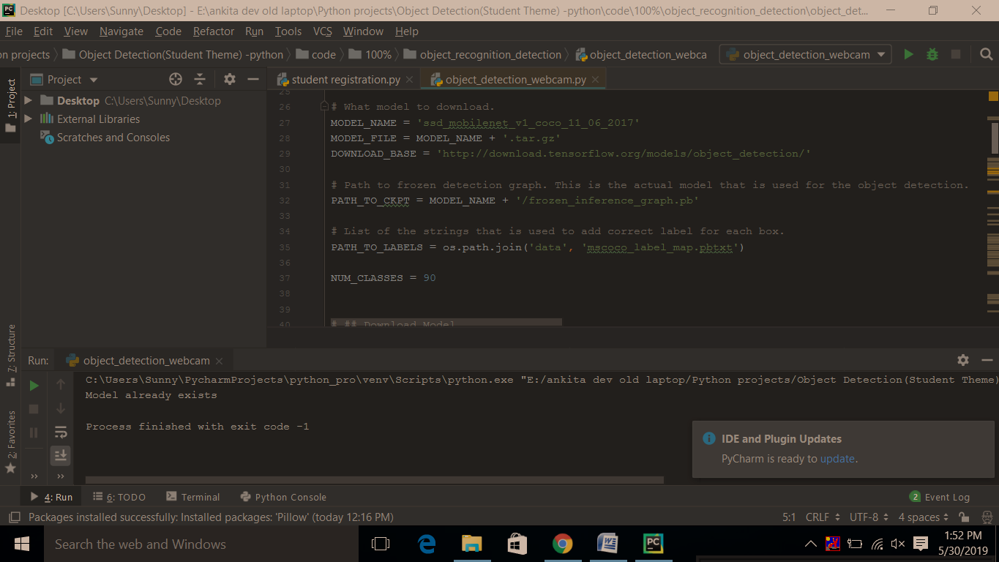 Desktop [C:\Users\Sunny\Desktop] - E:\ankita dev old laptop\Python projects\Object Detection(Student Theme) -python\code\100%\object_recognition_detection\object_det...
File Edit View Navigate Code Refactor Run Tools VCS Window Help
on projects Object Detection(Student Theme) -python code 100% object_recognition_detection object_detection_webca object_detection_webcam
1: Project
Project
student registration.py object_detection_webcam.py
Desktop C:\Users\Sunny\Desktop
External Libraries
Scratches and Consoles
25
26 # What model to download.
27 MODEL_NAME = 'ssd_mobilenet_v1_coco_11_06_2017'
28 MODEL_FILE = MODEL_NAME + '.tar.gz'
29 DOWNLOAD_BASE = 'http://download.tensorflow.org/models/object_detection/'
30
31 # Path to frozen detection graph. This is the actual model that is used for the object detection.
32 PATH_TO_CKPT = MODEL_NAME + '/frozen_inference_graph.pb'
33
34 # List of the strings that is used to add correct label for each box.
35 PATH_TO_LABELS = os.path.join('data', 'mscoco_label_map.pbtxt')
36
37 NUM_CLASSES = 90
38
39
40 # ## Download Model
7: Structure
2: Favorites
Run: object_detection_webcam
C:\Users\Sunny\PycharmProjects\python_pro\venv\Scripts\python.exe "E:/ankita dev old laptop/Python projects/Object Detection(Student Theme)
Model already exists
Process finished with exit code -1
IDE and Plugin Updates
PyCharm is ready to update.
4: Run 6: TODO Terminal Python Console 2 Event Log
Packages installed successfully: Installed packages: 'Pillow' (today 12:16 PM) 5:1 CRLF UTF-8 4 spaces
Search the web and Windows
1:52 PM
5/30/2019